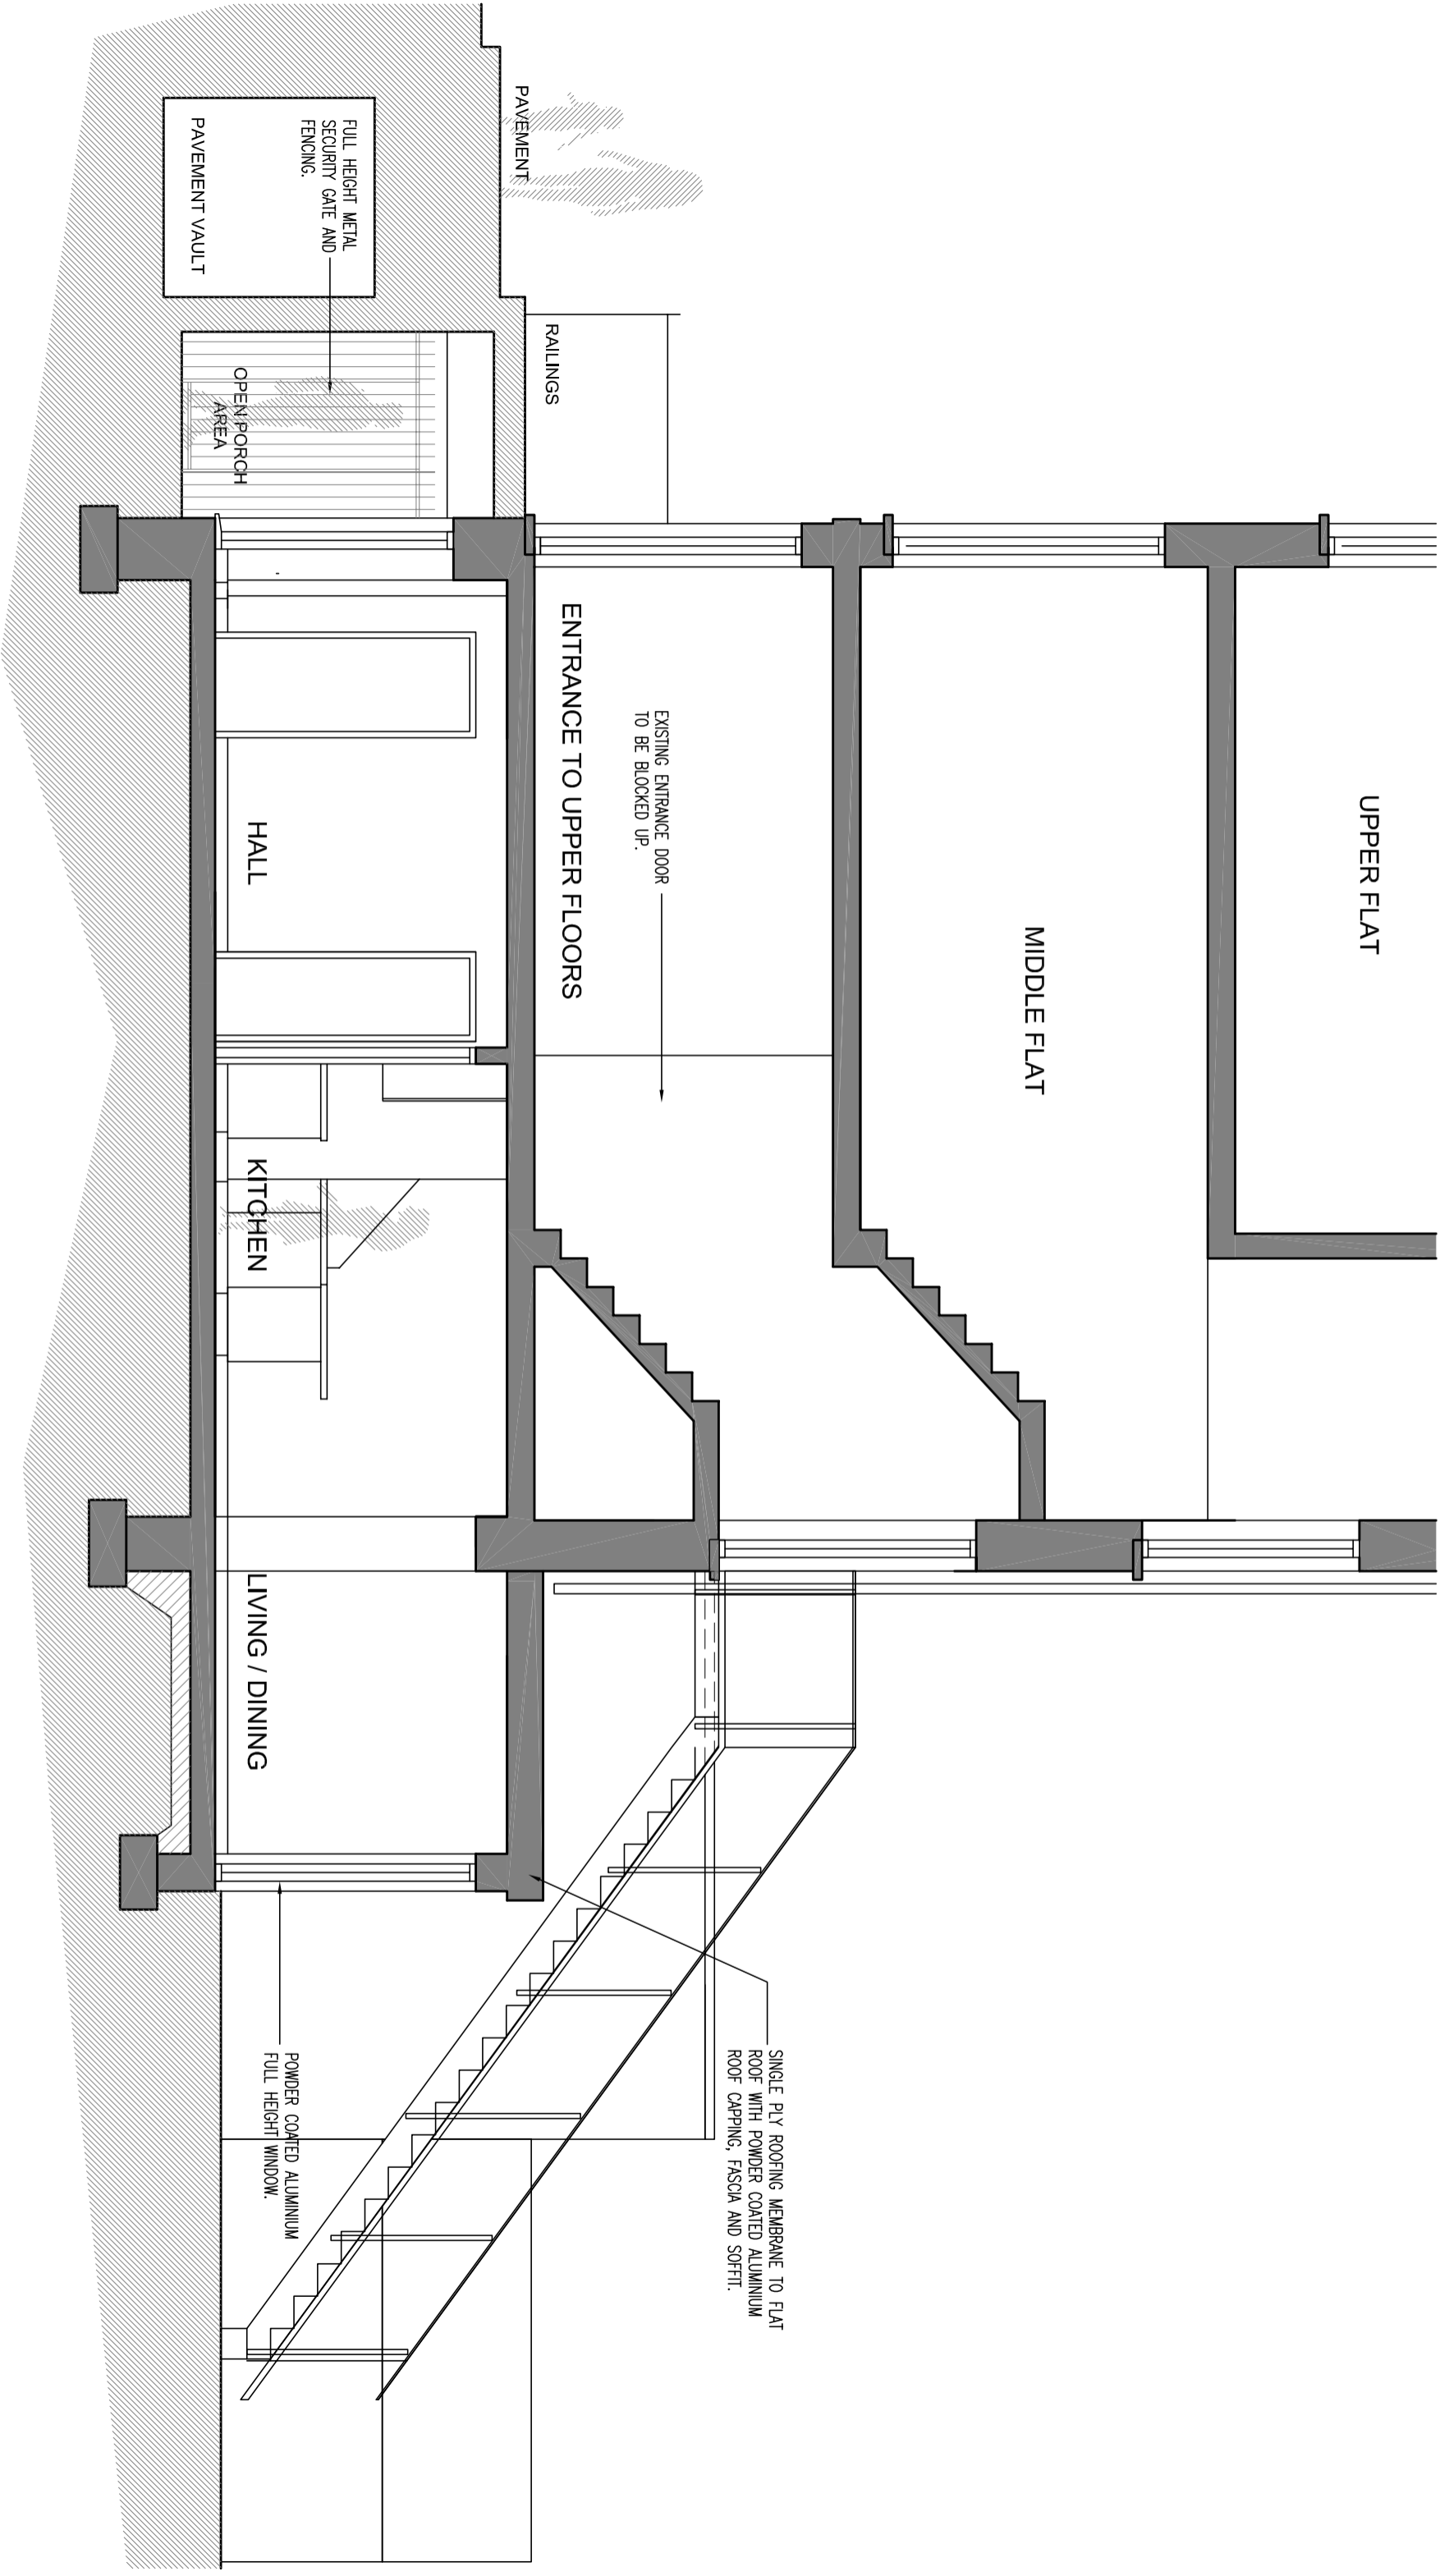 UPPER FLAT
MIDDLE FLAT
EXISTING ENTRANCE DOOR
TO BE BLOCKED UP.
ENTRANCE TO UPPER FLOORS
SINGLE PLY ROOFING MEMBRANE TO FLAT
ROOF WITH POWDER COATED ALUMINIUM
ROOF CAPPING, FASCIA AND SOFFIT.
RAILINGS
PAVEMENT
FULL HEIGHT METAL
SECURITY GATE AND
FENCING.
PAVEMENT VAULT
OPEN PORCH
AREA
HALL
KITCHEN
LIVING / DINING
POWDER COATED ALUMINIUM
FULL HEIGHT WINDOW.